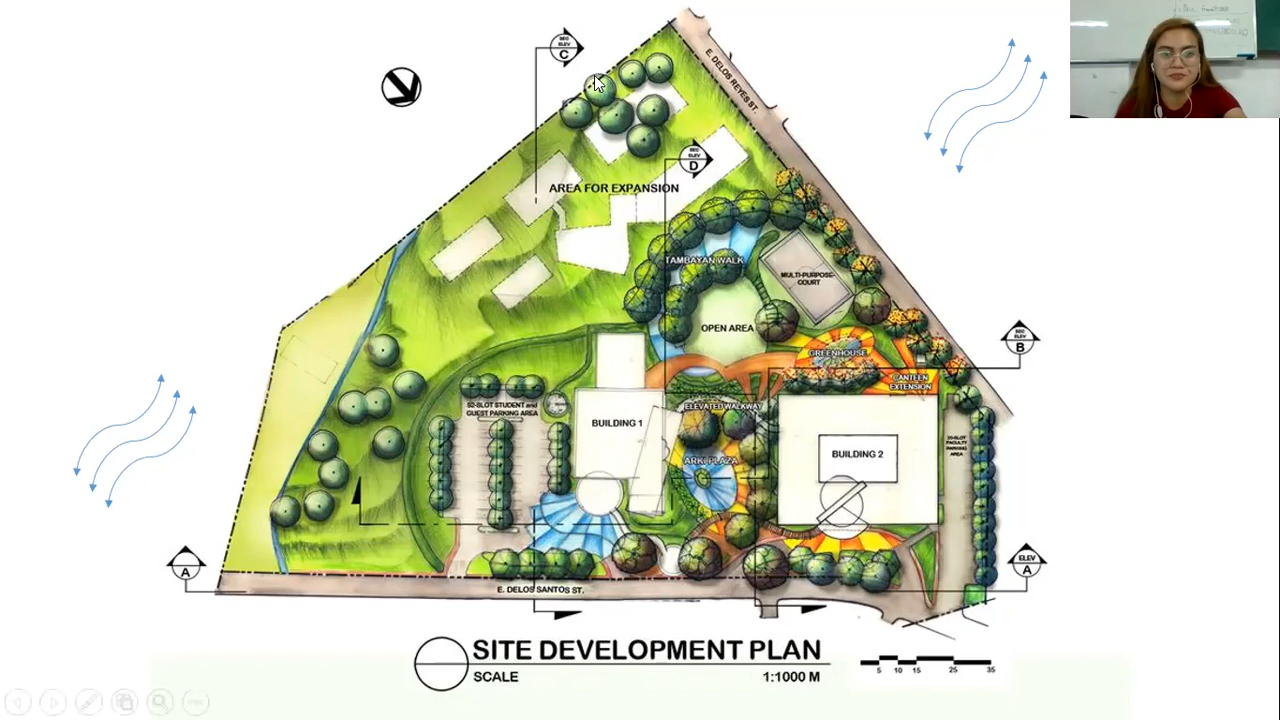 SEC
ELEV
C
E. DELOS REYES ST.
SEC
ELEV
D
AREA FOR EXPANSION
TAMBAYAN WALK
MULTI-PURPOSE-
COURT
OPEN AREA
SEC
ELEV
B
GREENHOUSE
CANTEEN
EXTENSION
52-SLOT STUDENT and
GUEST PARKING AREA
ELEVATED WALKWAY
BUILDING 1
ARKI PLAZA
BUILDING 2
FACULTY
PARKING
AREA
ELEV
A
A
E. DELOS SANTOS ST.
SITE DEVELOPMENT PLAN
SCALE
1:1000 M
5 10 15 25 35